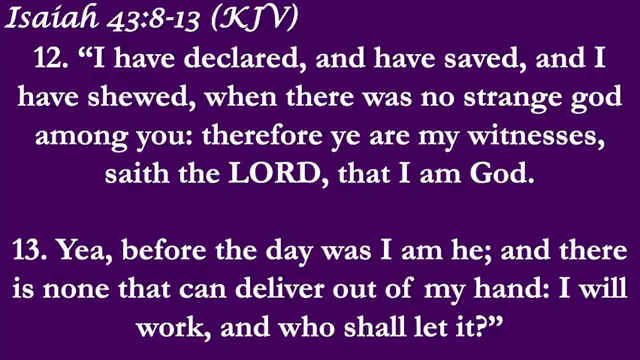 Isaiah 43:8-13 (KJV)
12. “I have declared, and have saved, and I
have shewed, when there was no strange god
among you: therefore ye are my witnesses,
saith the LORD, that I am God.
13. Yea, before the day was I am he; and there
is none that can deliver out of my hand: I will
work, and who shall let it?”